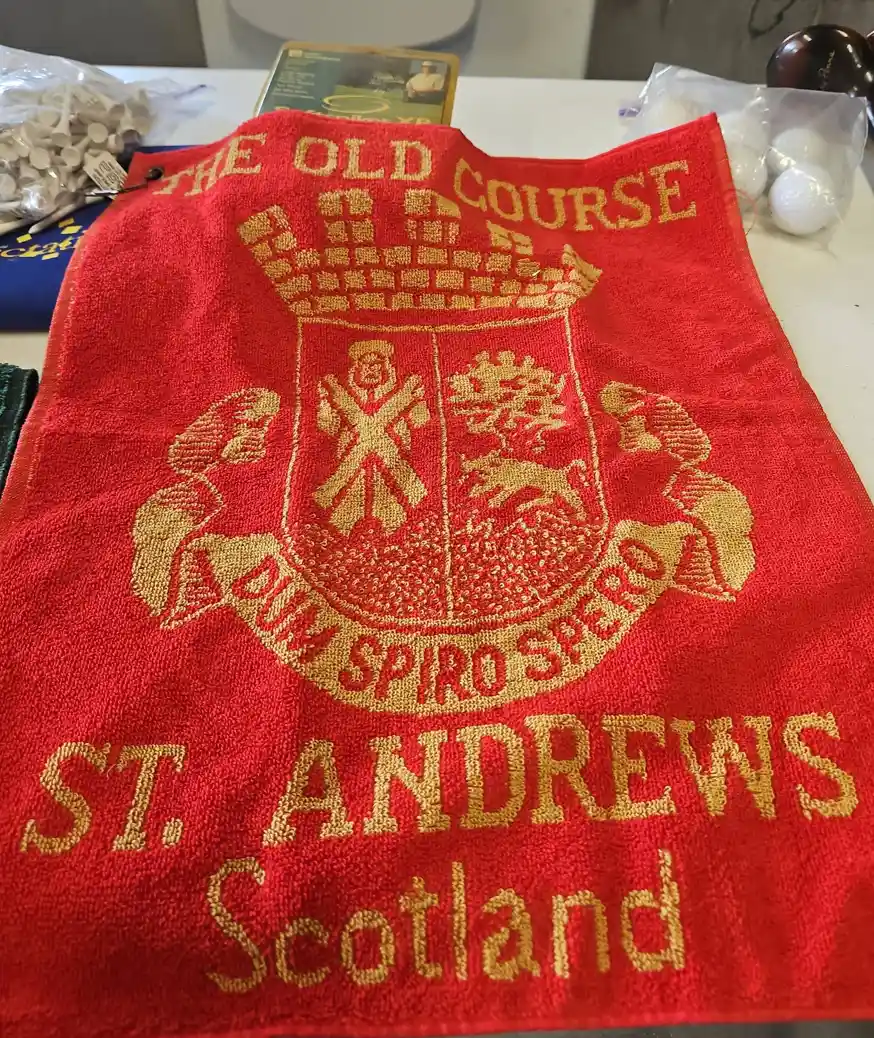 THE OLD COURSE
DUM SPIRO SPERO
ST. ANDREWS
Scotland